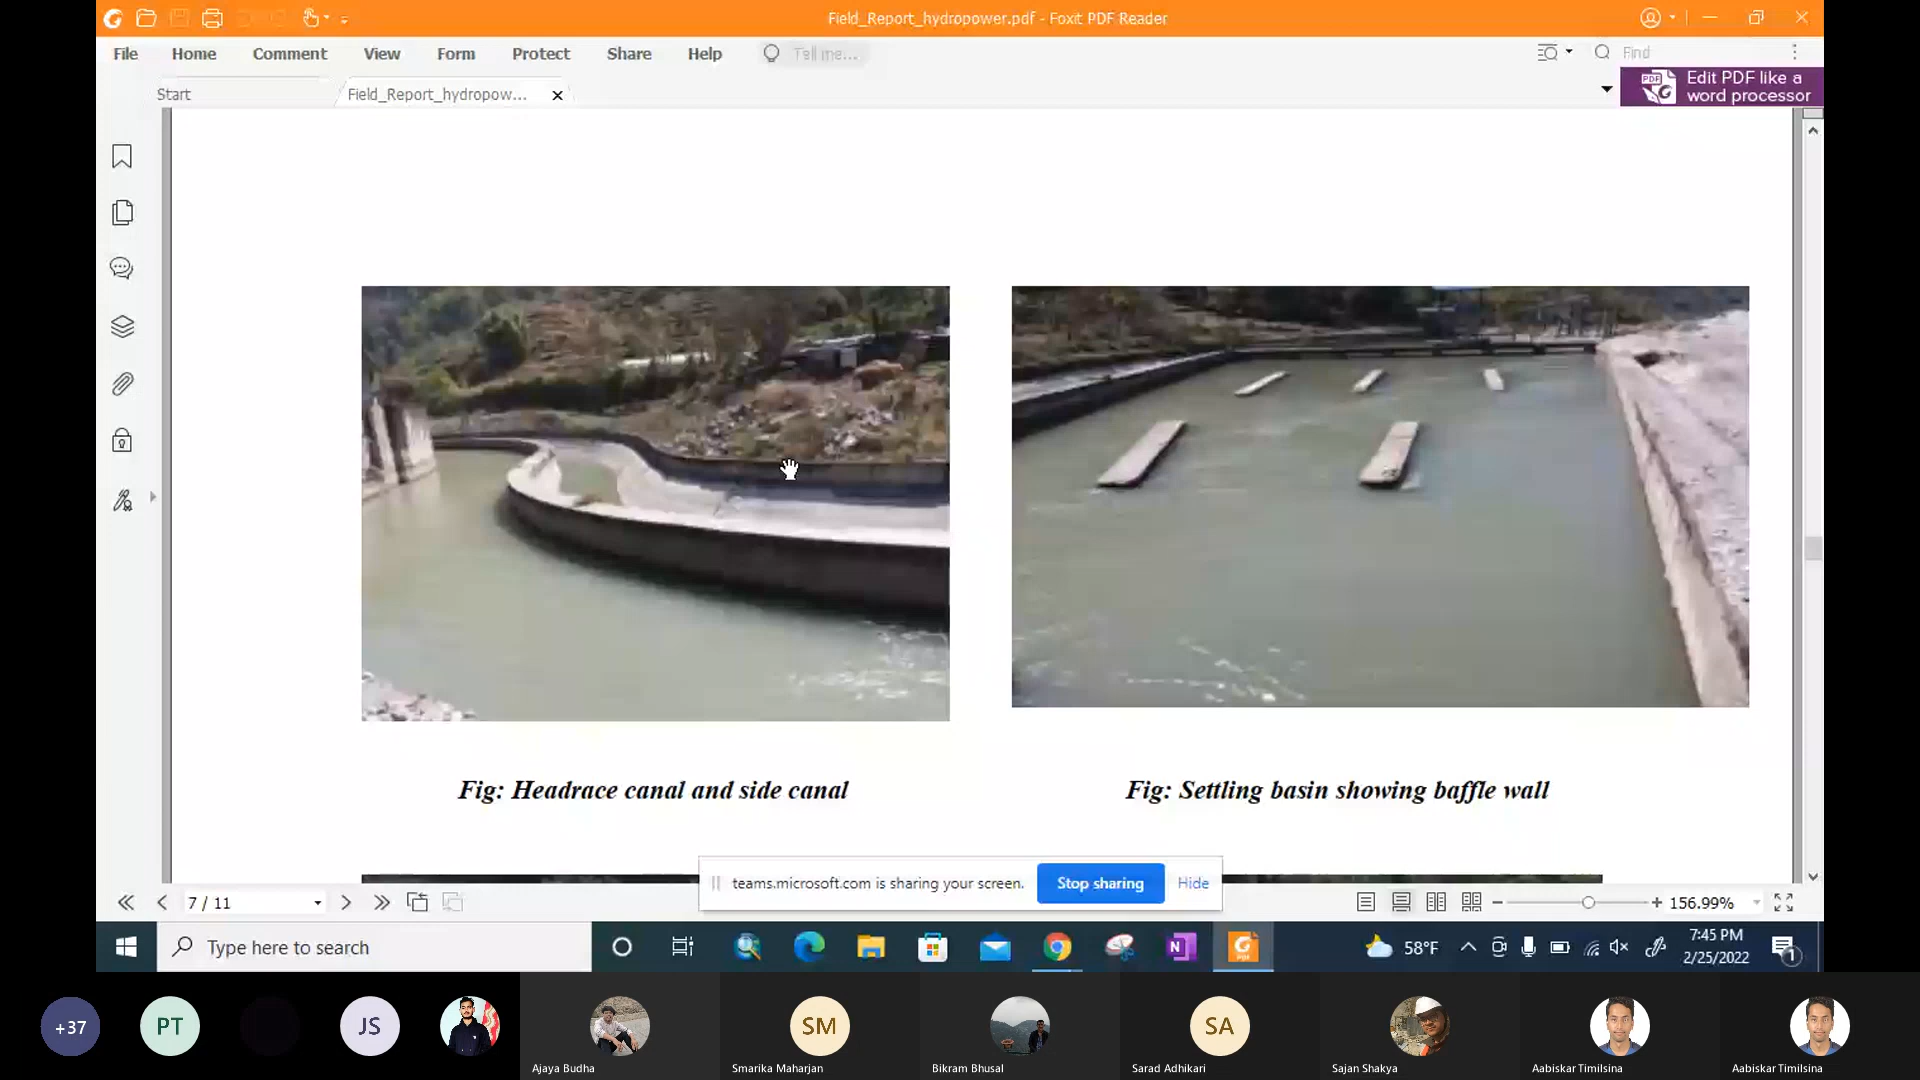 Field_Report_hydropower.pdf - Foxit PDF Reader
File Home Comment View Form Protect Share Help Tell me... Find
Edit PDF like a
word processor
Start Field_Report_hydropow...
Fig: Headrace canal and side canal Fig: Settling basin showing baffle wall
teams.microsoft.com is sharing your screen. Stop sharing Hide
7 / 11 156.99%
Type here to search 58°F 7:45 PM
2/25/2022 1
+37 PT JS SM SA
Ajaya Budha Smarika Maharjan Bikram Bhusal Sarad Adhikari Sajan Shakya Aabiskar Timilsina Aabiskar Timilsina